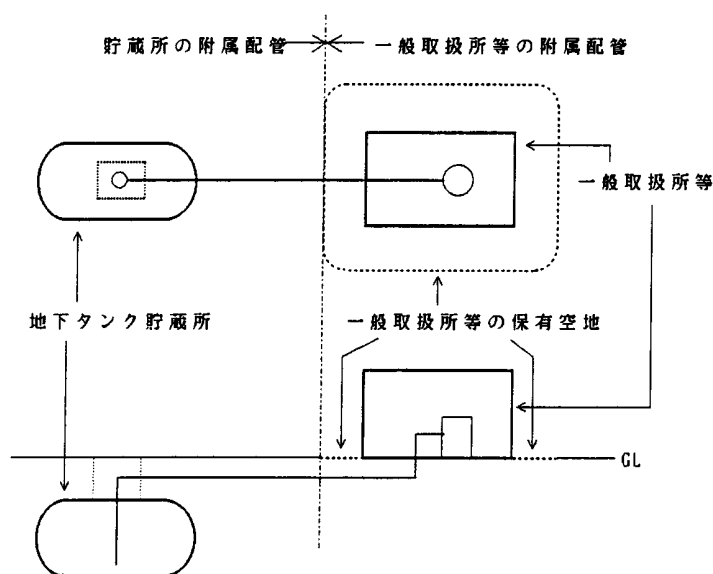 貯蔵所の附属配管
一般取扱所等の附属配管
一般取扱所等
地下タンク貯蔵所
一般取扱所等の保有空地
GL